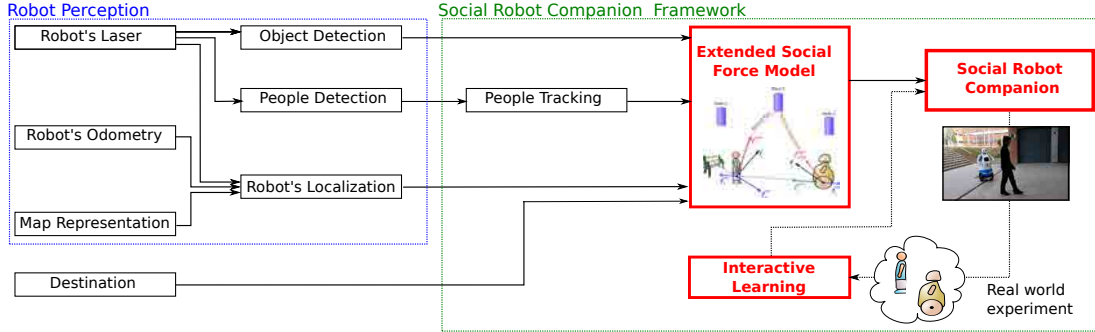 Robot Perception
Social Robot Companion Framework
Robot's Laser
Object Detection
Extended Social
Force Model
Social Robot
Companion
People Detection
People Tracking
Robot's Odometry
Robot's Localization
Map Representation
Destination
Interactive
Learning
Real world
experiment